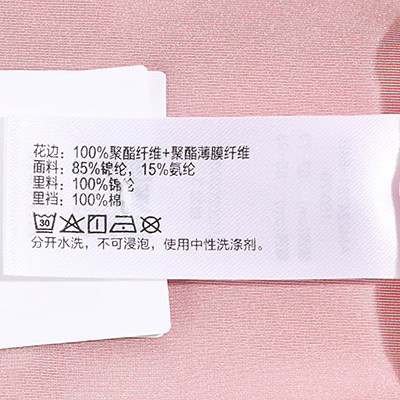 花边：100%聚酯纤维+聚酯薄膜纤维
面料：85%锦纶，15%氨纶
里料：100%锦纶
里裆：100%棉
30
分开水洗，不可浸泡，使用中性洗涤剂。